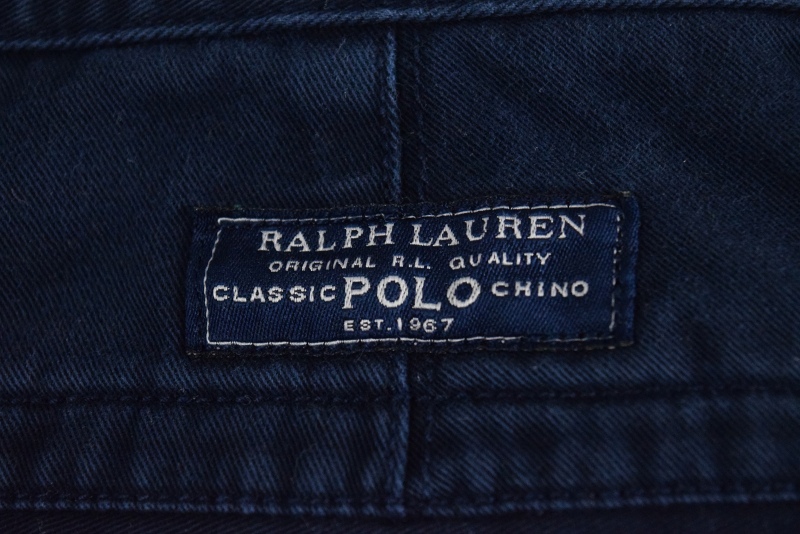 RALPH LAUREN
ORIGINAL R.L. QUALITY
CLASSIC POLO CHINO
EST. 1967